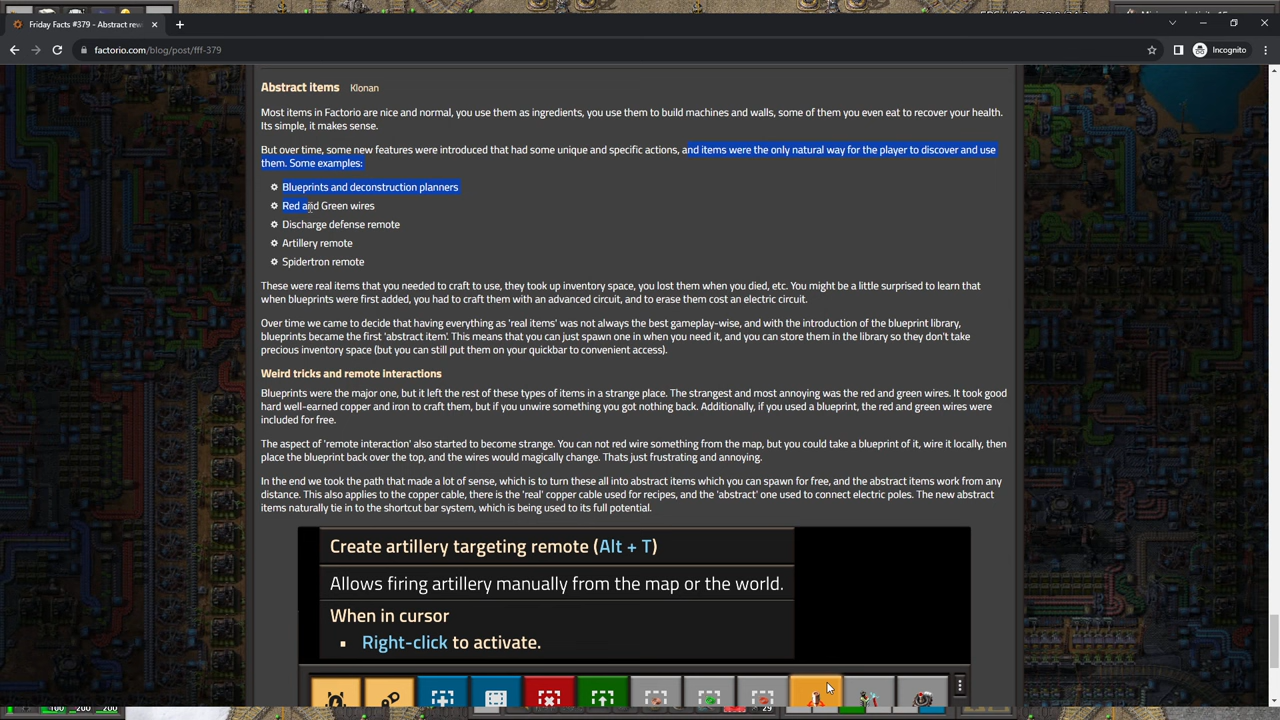 Friday Facts #379 - Abstract rew
Incognito
factorio.com/blog/post/fff-379
Abstract items Klonan
Most items in Factorio are nice and normal, you use them as ingredients, you use them to build machines and walls, some of them you even eat to recover your health.
Its simple, it makes sense.
But over time, some new features were introduced that had some unique and specific actions, and items were the only natural way for the player to discover and use
them. Some examples:
Blueprints and deconstruction planners
Red and Green wires
Discharge defense remote
Artillery remote
Spidertron remote
These were real items that you needed to craft to use, they took up inventory space, you lost them when you died, etc. You might be a little surprised to learn that
when blueprints were first added, you had to craft them with an advanced circuit, and to erase them cost an electric circuit.
Over time we came to decide that having everything as 'real items' was not always the best gameplay-wise, and with the introduction of the blueprint library,
blueprints became the first 'abstract item'. This means that you can just spawn one in when you need it, and you can store them in the library so they don't take
precious inventory space (but you can still put them on your quickbar to convenient access).
Weird tricks and remote interactions
Blueprints were the major one, but it left the rest of these types of items in a strange place. The strangest and most annoying was the red and green wires. It took good
hard well-earned copper and iron to craft them, but if you unwire something you got nothing back. Additionally, if you used a blueprint, the red and green wires were
included for free.
The aspect of 'remote interaction' also started to become strange. You can not red wire something from the map, but you could take a blueprint of it, wire it locally, then
place the blueprint back over the top, and the wires would magically change. Thats just frustrating and annoying.
In the end we took the path that made a lot of sense, which is to turn these all into abstract items which you can spawn for free, and the abstract items work from any
distance. This also applies to the copper cable, there is the 'real' copper cable used for recipes, and the 'abstract' one used to connect electric poles. The new abstract
items naturally tie in to the shortcut bar system, which is being used to its full potential.
Create artillery targeting remote (Alt + T)
Allows firing artillery manually from the map or the world.
When in cursor
Right-click to activate.
100 200 200